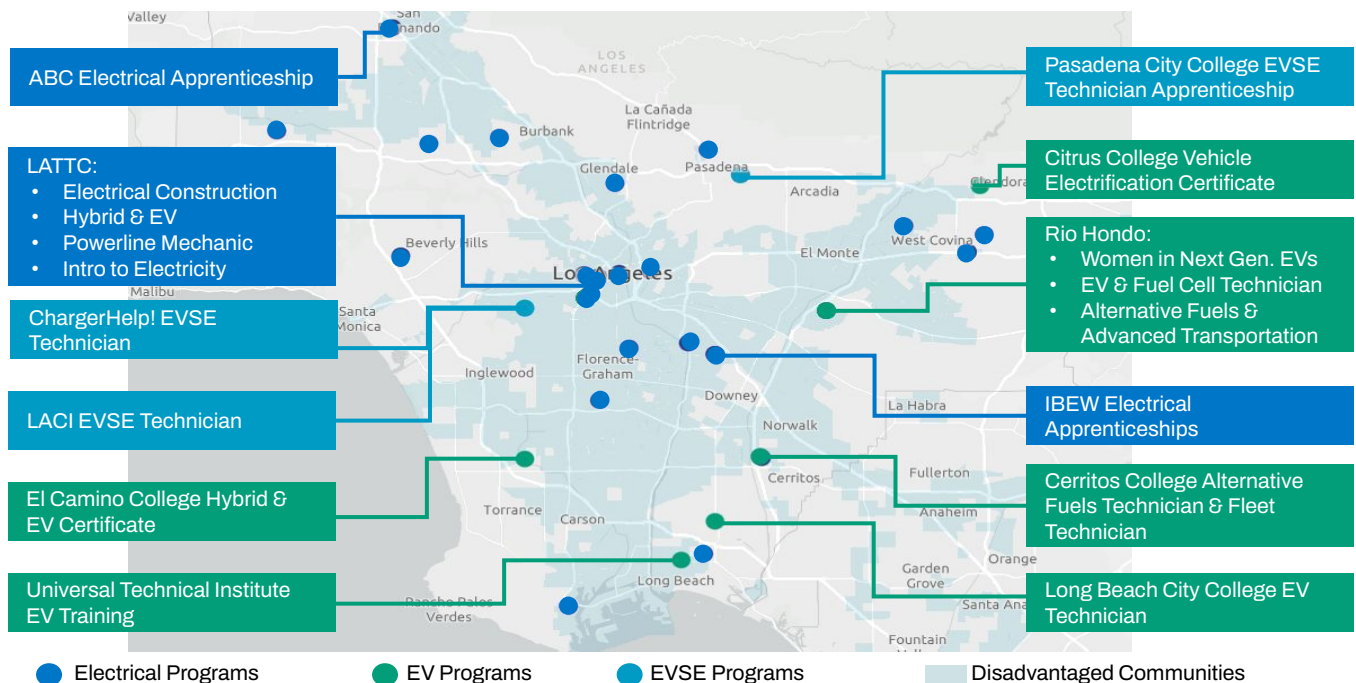 ABC Electrical Apprenticeship
LATTC:
• Electrical Construction
• Hybrid & EV
• Powerline Mechanic
• Intro to Electricity
ChargerHelp! EVSE
Technician
LACI EVSE Technician
El Camino College Hybrid &
EV Certificate
Universal Technical Institute
EV Training
Valley
San
Fernando
LOS
ANGELES
La Cañada
Flintridge
Burbank
Glendale
Pasadena
Arcadia
Glendora
Beverly Hills
El Monte
West Covina
Los Angeles
Malibu
Santa
Monica
Florence-
Graham
Inglewood
Downey
La Habra
Norwalk
Cerritos
Fullerton
Torrance
Carson
Anaheim
Long Beach
Garden
Grove
Orange
Rancho Palos
Verdes
Santa Ana
Fountain
Pasadena City College EVSE
Technician Apprenticeship
Citrus College Vehicle
Electrification Certificate
Rio Hondo:
• Women in Next Gen. EVs
• EV & Fuel Cell Technician
• Alternative Fuels &
Advanced Transportation
IBEW Electrical
Apprenticeships
Cerritos College Alternative
Fuels Technician & Fleet
Technician
Long Beach City College EV
Technician
Electrical Programs
EV Programs
EVSE Programs
Disadvantaged Communities